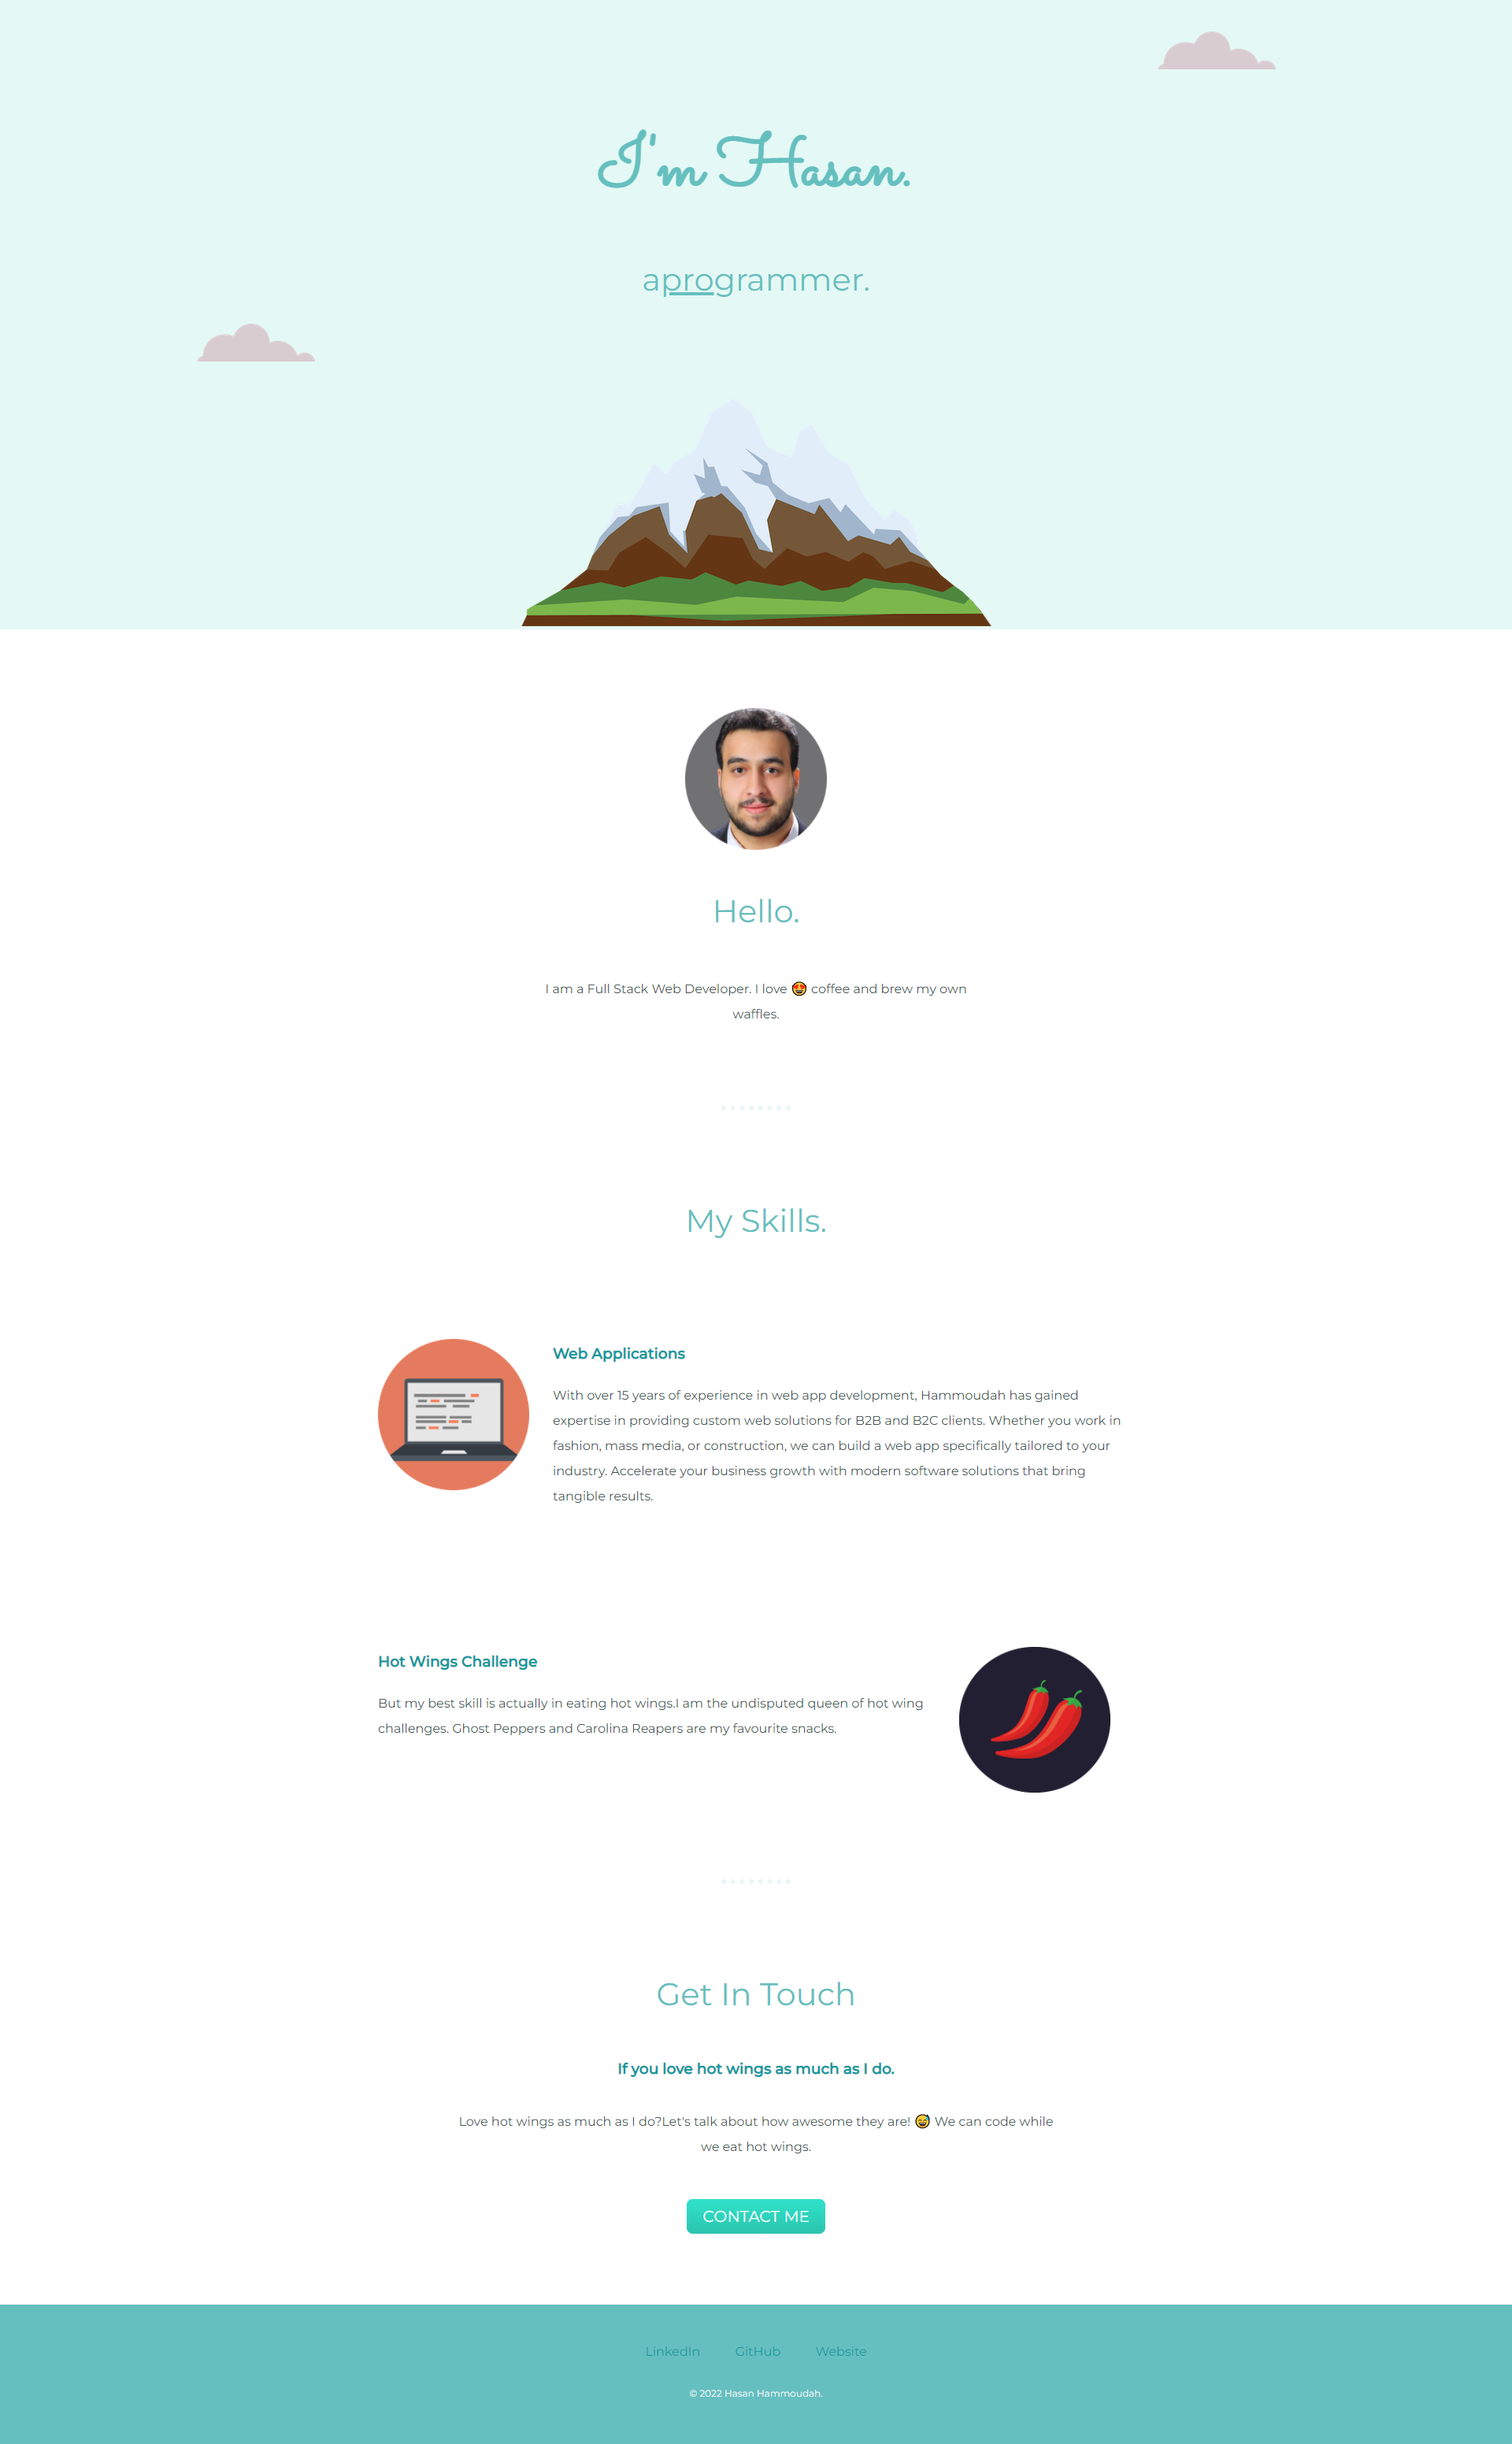 I'm Hasan.
aprogrammer.
Hello.
I am a Full Stack Web Developer. I love 🤩 coffee and brew my own
waffles.
My Skills.
Web Applications
With over 15 years of experience in web app development, Hammoudah has gained
expertise in providing custom web solutions for B2B and B2C clients. Whether you work in
fashion, mass media, or construction, we can build a web app specifically tailored to your
industry. Accelerate your business growth with modern software solutions that bring
tangible results.
Hot Wings Challenge
But my best skill is actually in eating hot wings.I am the undisputed queen of hot wing
challenges. Ghost Peppers and Carolina Reapers are my favourite snacks.
Get In Touch
If you love hot wings as much as I do.
Love hot wings as much as I do?Let's talk about how awesome they are! 😅 We can code while
we eat hot wings.
CONTACT ME
LinkedIn GitHub Website
© 2022 Hasan Hammoudah.